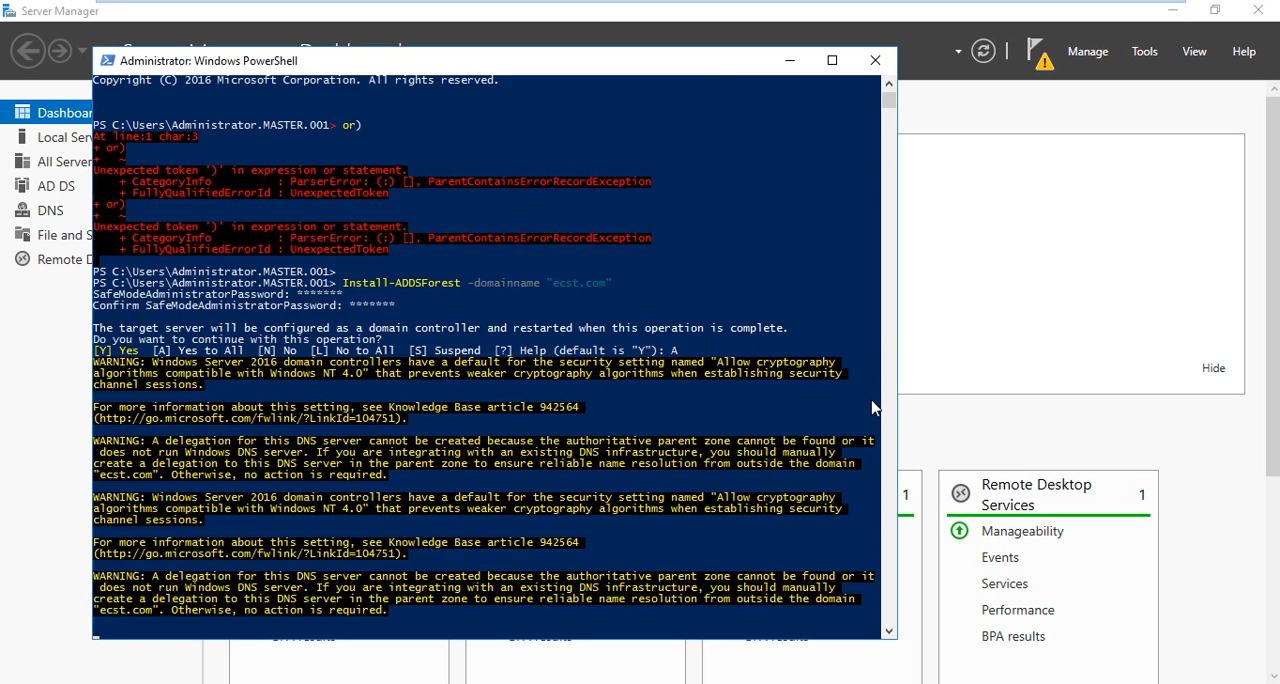 Server Manager
Manage Tools View Help
Administrator: Windows PowerShell
Copyright (C) 2016 Microsoft Corporation. All rights reserved.
PS C:\Users\Administrator.MASTER.001> or)
At line:1 char:3
+ or)
+   ~
Unexpected token ')' in expression or statement.
+ CategoryInfo : ParserError: (:) [], ParentContainsErrorRecordException
+ FullyQualifiedErrorId : UnexpectedToken
+ or)
+   ~
Unexpected token ')' in expression or statement.
+ CategoryInfo : ParserError: (:) [], ParentContainsErrorRecordException
+ FullyQualifiedErrorId : UnexpectedToken
PS C:\Users\Administrator.MASTER.001>
PS C:\Users\Administrator.MASTER.001> Install-ADDSForest -domainname "ecst.com"
SafeModeAdministratorPassword: *******
Confirm SafeModeAdministratorPassword: *******
The target server will be configured as a domain controller and restarted when this operation is complete.
Do you want to continue with this operation?
[Y] Yes [A] Yes to All [N] No [L] No to All [S] Suspend [?] Help (default is "Y"): A
WARNING: Windows Server 2016 domain controllers have a default for the security setting named "Allow cryptography
algorithms compatible with Windows NT 4.0" that prevents weaker cryptography algorithms when establishing security
channel sessions.
For more information about this setting, see Knowledge Base article 942564
(http://go.microsoft.com/fwlink/?LinkId=104751).
WARNING: A delegation for this DNS server cannot be created because the authoritative parent zone cannot be found or it
does not run Windows DNS server. If you are integrating with an existing DNS infrastructure, you should manually
create a delegation to this DNS server in the parent zone to ensure reliable name resolution from outside the domain
"ecst.com". Otherwise, no action is required.
WARNING: Windows Server 2016 domain controllers have a default for the security setting named "Allow cryptography
algorithms compatible with Windows NT 4.0" that prevents weaker cryptography algorithms when establishing security
channel sessions.
For more information about this setting, see Knowledge Base article 942564
(http://go.microsoft.com/fwlink/?LinkId=104751).
WARNING: A delegation for this DNS server cannot be created because the authoritative parent zone cannot be found or it
does not run Windows DNS server. If you are integrating with an existing DNS infrastructure, you should manually
create a delegation to this DNS server in the parent zone to ensure reliable name resolution from outside the domain
"ecst.com". Otherwise, no action is required.
Dashboar
Local Ser
All Server
AD DS
DNS
File and S
Remote D
Hide
1
Remote Desktop
Services 1
Manageability
Events
Services
Performance
BPA results